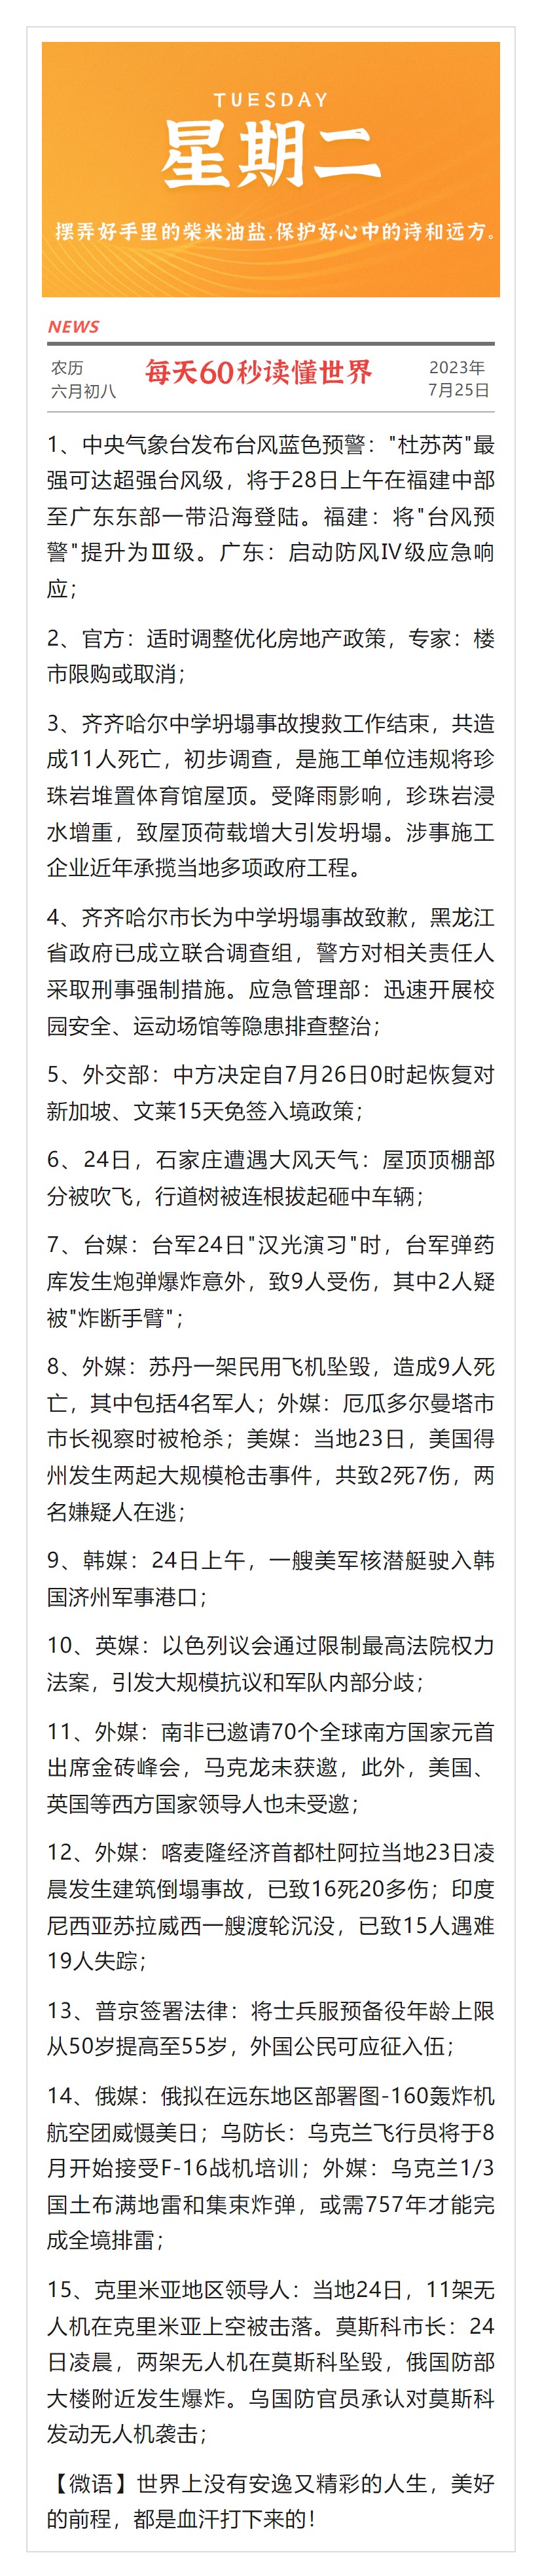 TUESDAY
星期二
摆弄好手里的柴米油盐,保护好心中的诗和远方。
NEWS
农历
六月初八
每天60秒读懂世界
2023年
7月25日
1、中央气象台发布台风蓝色预警："杜苏芮"最
强可达超强台风级，将于28日上午在福建中部
至广东东部一带沿海登陆。福建：将"台风预
警"提升为Ⅲ级。广东：启动防风Ⅳ级应急响
应；
2、官方：适时调整优化房地产政策，专家：楼
市限购或取消；
3、齐齐哈尔中学坍塌事故搜救工作结束，共造
成11人死亡，初步调查，是施工单位违规将珍
珠岩堆置体育馆屋顶。受降雨影响，珍珠岩浸
水增重，致屋顶荷载增大引发坍塌。涉事施工
企业近年承揽当地多项政府工程。
4、齐齐哈尔市长为中学坍塌事故致歉，黑龙江
省政府已成立联合调查组，警方对相关责任人
采取刑事强制措施。应急管理部：迅速开展校
园安全、运动场馆等隐患排查整治；
5、外交部：中方决定自7月26日0时起恢复对
新加坡、文莱15天免签入境政策；
6、24日，石家庄遭遇大风天气：屋顶顶棚部
分被吹飞，行道树被连根拔起砸中车辆；
7、台媒：台军24日"汉光演习"时，台军弹药
库发生炮弹爆炸意外，致9人受伤，其中2人疑
被"炸断手臂"；
8、外媒：苏丹一架民用飞机坠毁，造成9人死
亡，其中包括4名军人；外媒：厄瓜多尔曼塔市
市长视察时被枪杀；美媒：当地23日，美国得
州发生两起大规模枪击事件，共致2死7伤，两
名嫌疑人在逃；
9、韩媒：24日上午，一艘美军核潜艇驶入韩
国济州军事港口；
10、英媒：以色列议会通过限制最高法院权力
法案，引发大规模抗议和军队内部分歧；
11、外媒：南非已邀请70个全球南方国家元首
出席金砖峰会，马克龙未获邀，此外，美国、
英国等西方国家领导人也未受邀；
12、外媒：喀麦隆经济首都杜阿拉当地23日凌
晨发生建筑倒塌事故，已致16死20多伤；印度
尼西亚苏拉威西一艘渡轮沉没，已致15人遇难
19人失踪；
13、普京签署法律：将士兵服预备役年龄上限
从50岁提高至55岁，外国公民可应征入伍；
14、俄媒：俄拟在远东地区部署图-160轰炸机
航空团威慑美日；乌防长：乌克兰飞行员将于8
月开始接受F-16战机培训；外媒：乌克兰1/3
国土布满地雷和集束炸弹，或需757年才能完
成全境排雷；
15、克里米亚地区领导人：当地24日，11架无
人机在克里米亚上空被击落。莫斯科市长：24
日凌晨，两架无人机在莫斯科坠毁，俄国防部
大楼附近发生爆炸。乌国防官员承认对莫斯科
发动无人机袭击；
【微语】世界上没有安逸又精彩的人生，美好
的前程，都是血汗打下来的！